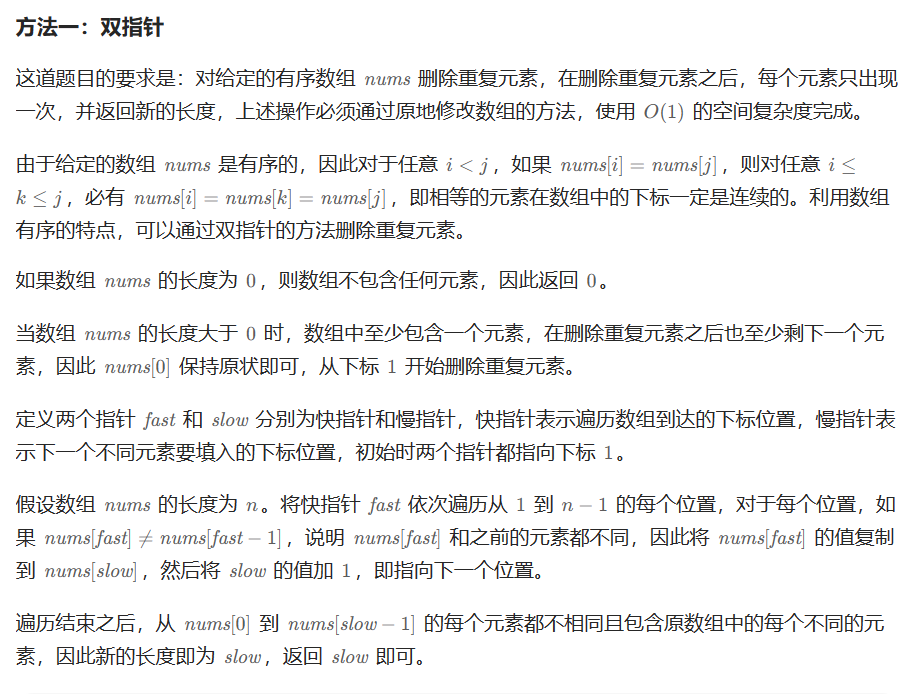 方法一：双指针
这道题目的要求是：对给定的有序数组 nums 删除重复元素，在删除重复元素之后，每个元素只出现
一次，并返回新的长度，上述操作必须通过原地修改数组的方法，使用 O(1) 的空间复杂度完成。
由于给定的数组 nums 是有序的，因此对于任意 i < j，如果 nums[i] = nums[j]，则对任意 i ≤
k ≤ j，必有 nums[i] = nums[k] = nums[j]，即相等的元素在数组中的下标一定是连续的。利用数组
有序的特点，可以通过双指针的方法删除重复元素。
如果数组 nums 的长度为 0，则数组不包含任何元素，因此返回 0。
当数组 nums 的长度大于 0 时，数组中至少包含一个元素，在删除重复元素之后也至少剩下一个元
素，因此 nums[0] 保持原状即可，从下标 1 开始删除重复元素。
定义两个指针 fast 和 slow 分别为快指针和慢指针，快指针表示遍历数组到达的下标位置，慢指针表
示下一个不同元素要填入的下标位置，初始时两个指针都指向下标 1。
假设数组 nums 的长度为 n。将快指针 fast 依次遍历从 1 到 n − 1 的每个位置，对于每个位置，如
果 nums[fast] ≠ nums[fast − 1]，说明 nums[fast] 和之前的元素都不同，因此将 nums[fast] 的值复制
到 nums[slow]，然后将 slow 的值加 1，即指向下一个位置。
遍历结束之后，从 nums[0] 到 nums[slow − 1] 的每个元素都不相同且包含原数组中的每个不同的元
素，因此新的长度即为 slow，返回 slow 即可。